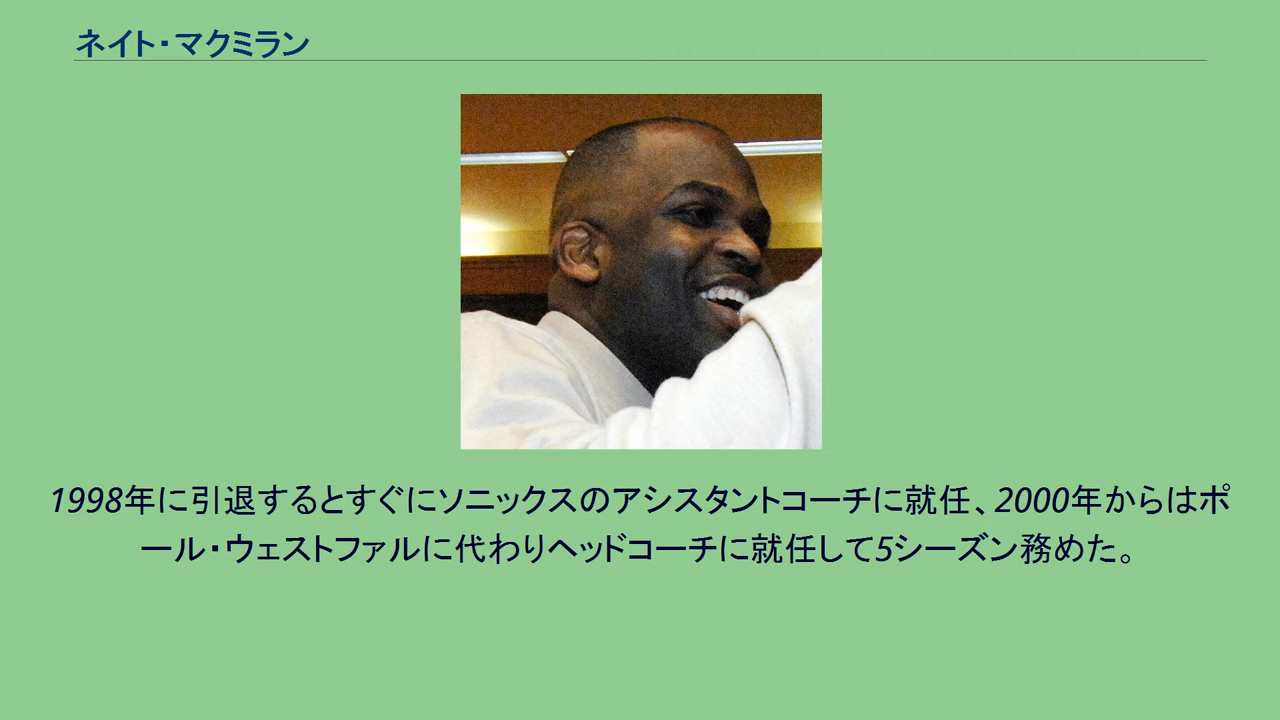 ネイト・マクミラン
1998年に引退するとすぐにソニックスのアシスタントコーチに就任、2000年からはポ
ール・ウェストファルに代わりヘッドコーチに就任して5シーズン務めた。